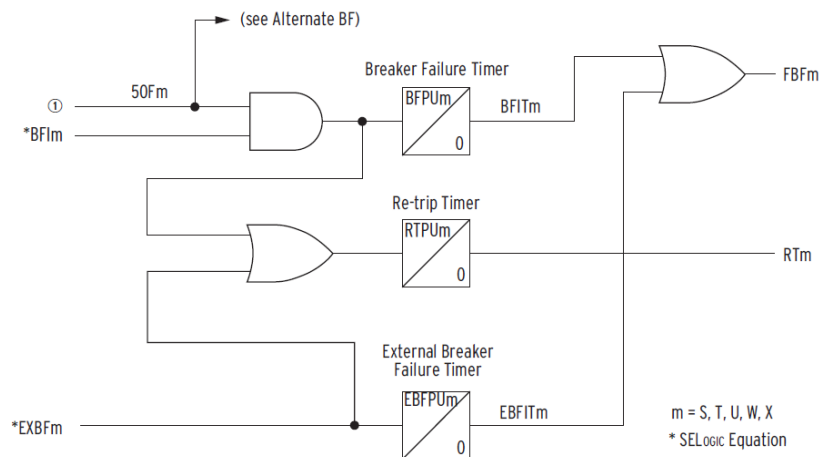 (see Alternate BF)
50Fm
①
*BFIm
Breaker Failure Timer
BFPUm
0
BFITm
FBFm
Re-trip Timer
RTPUm
0
RTm
External Breaker
Failure Timer
EBFPUm
0
EBFITm
*EXBFm
m = S, T, U, W, X
* SELOGIC Equation